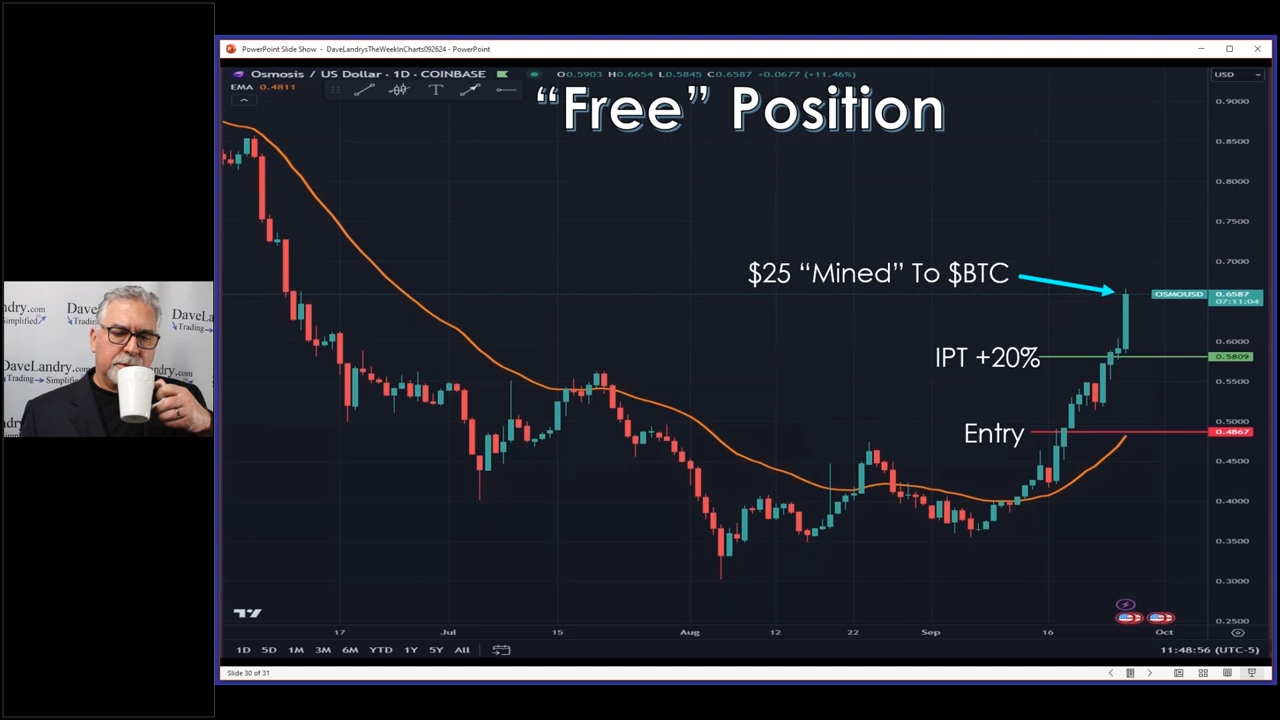 PowerPoint Slide Show - DaveLandrysTheWeekInCharts092624 - PowerPoint
Osmosis / US Dollar · 1D · COINBASE
O0.5903 H0.6654 L0.5845 C0.6587 +0.0677 (+11.46%)
USD
EMA 0.4811
"Free" Position
0.9000
0.8500
0.8000
0.7500
0.7000
$25 “Mined” To $BTC
OSMOUSD 0.6587
07:11:04
0.6000
IPT +20%
0.5809
0.5500
0.5000
Entry
0.4867
0.4500
0.4000
0.3500
0.3000
0.2500
17 Jul 15 Aug 12 22 Sep 16 Oct
1D 5D 1M 3M 6M YTD 1Y 5Y All
11:48:56 (UTC-5)
Slide 30 of 31
DaveLandry.com
Trading
Simplified
DaveLandry.com
Trading Simplified